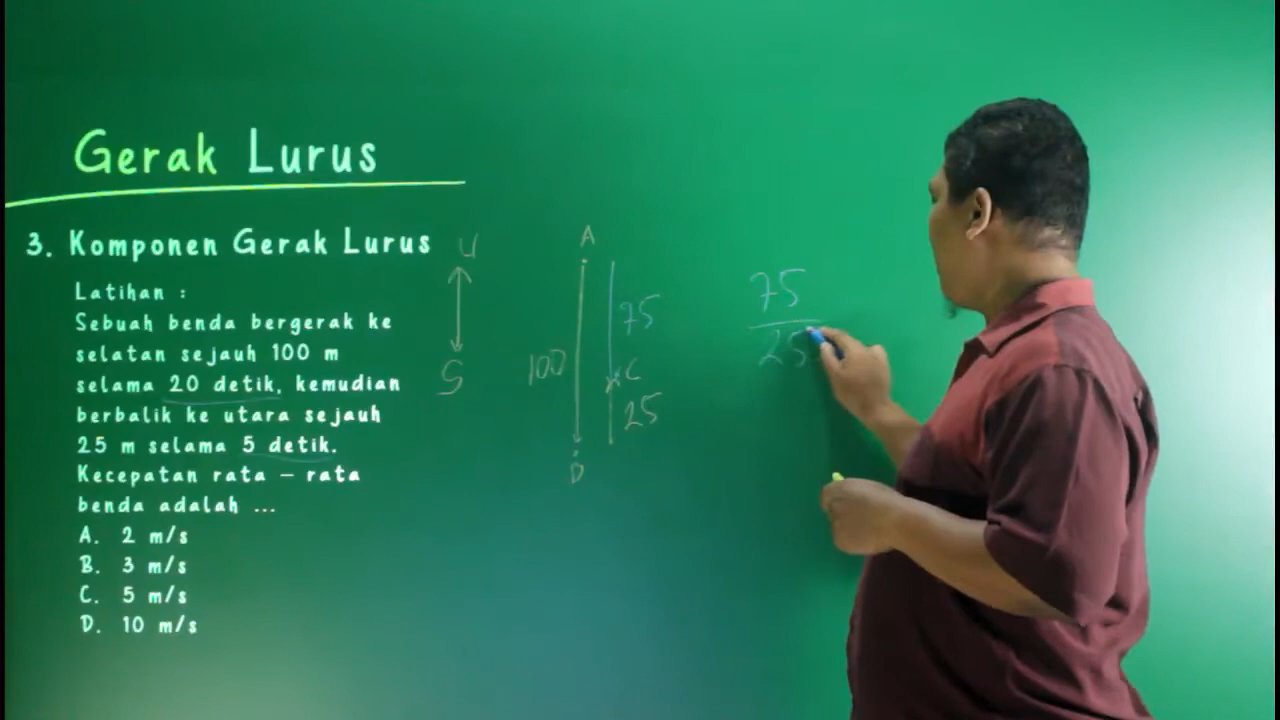 Gerak Lurus
3. Komponen Gerak Lurus
Latihan :
Sebuah benda bergerak ke
selatan sejauh 100 m
selama 20 detik, kemudian
berbalik ke utara sejauh
25 m selama 5 detik.
Kecepatan rata – rata
benda adalah ...
A. 2 m/s
B. 3 m/s
C. 5 m/s
D. 10 m/s
U
S
A
100
75
C
25
75
25